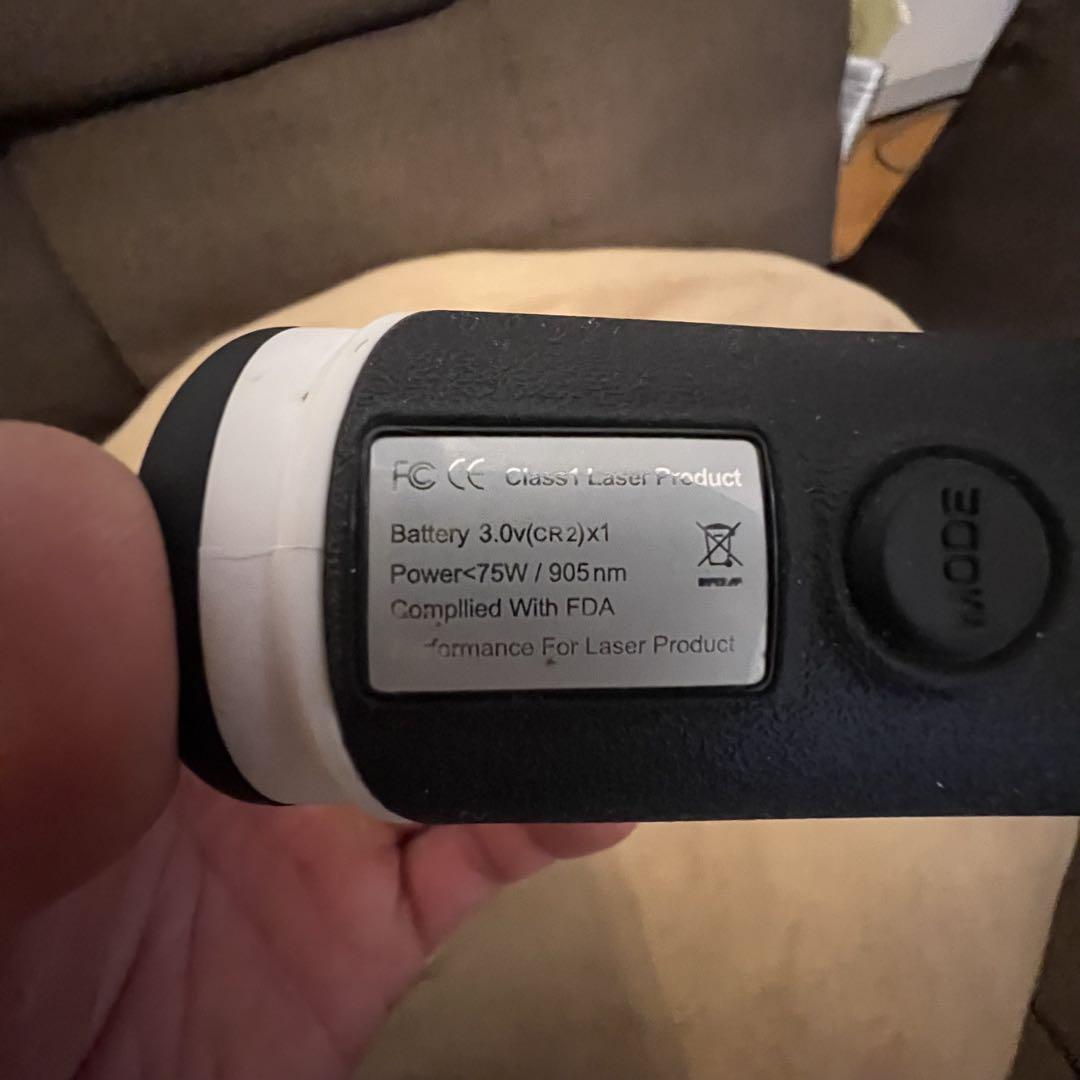 FC CE Class1 Laser Product
Battery 3.0v(CR2)x1
Power<75W / 905nm
Compllied With FDA
formance For Laser Product
MODE